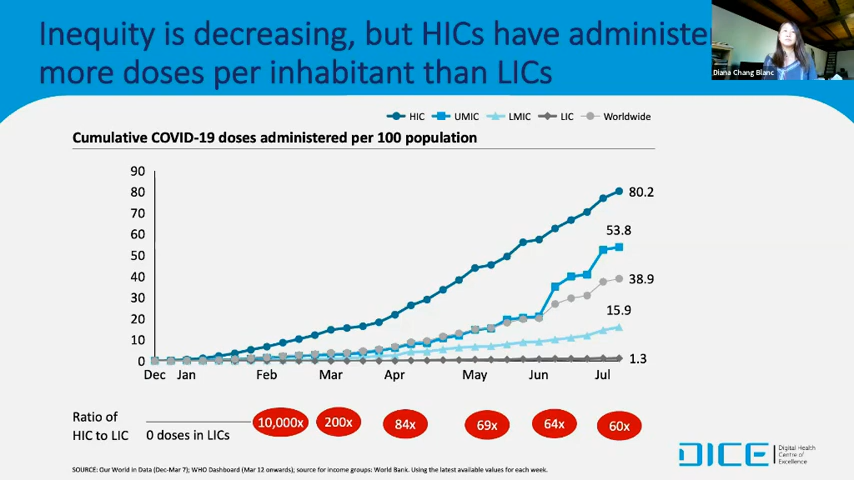 Inequity is decreasing, but HICs have administe
more doses per inhabitant than LICs
Diana Chang Blanc
HIC UMIC LMIC LIC Worldwide
Cumulative COVID-19 doses administered per 100 population
90
80
70
60
50
40
30
20
10
0
80.2
53.8
38.9
15.9
1.3
Dec Jan Feb Mar Apr May Jun Jul
Ratio of
HIC to LIC
0 doses in LICs
10,000x 200x 84x 69x 64x 60x
DICE
Digital Health
Centre of
Excellence
SOURCE: Our World in Data (Dec-Mar 7); WHO Dashboard (Mar 12 onwards); source for income groups: World Bank. Using the latest available values for each week.